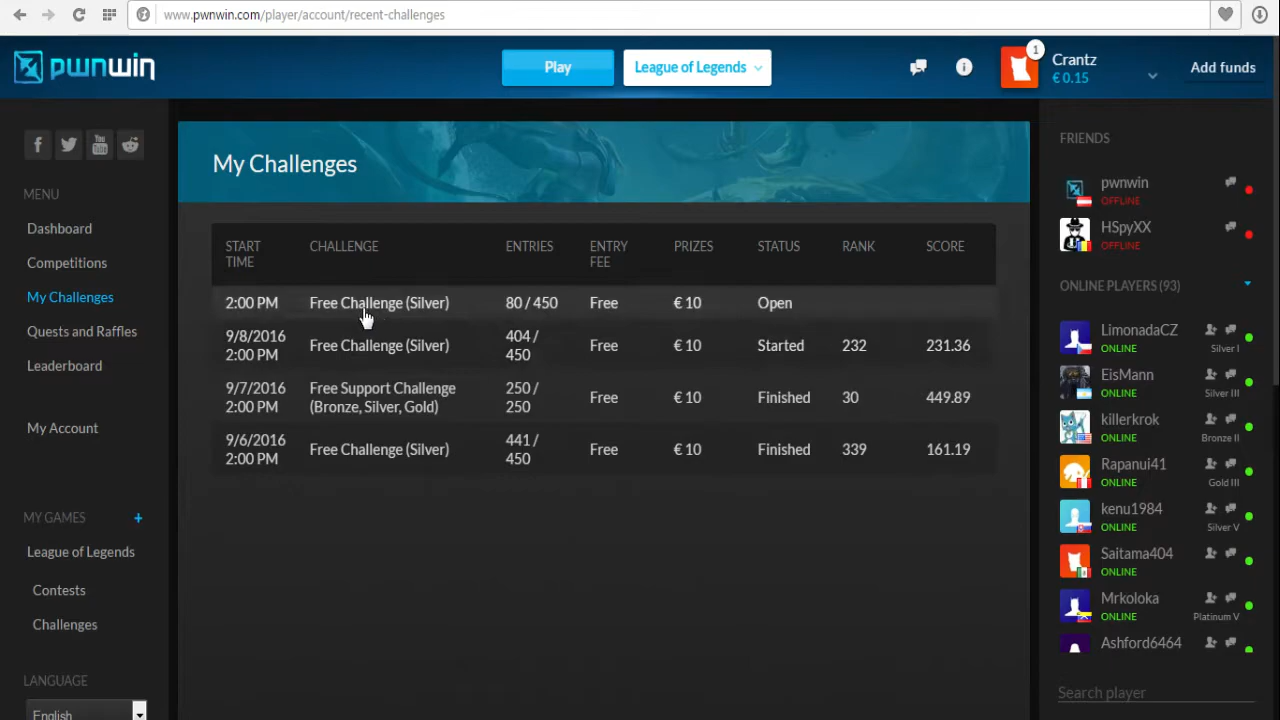 www.pwnwin.com/player/account/recent-challenges
pwnwin
Play
League of Legends
1
Crantz
€ 0.15
Add funds
You
Tube
MENU
Dashboard
Competitions
My Challenges
Quests and Raffles
Leaderboard
My Account
MY GAMES +
League of Legends
Contests
Challenges
LANGUAGE
English
My Challenges
START TIME CHALLENGE ENTRIES ENTRY FEE PRIZES STATUS RANK SCORE
2:00 PM Free Challenge (Silver) 80 / 450 Free € 10 Open
9/8/2016 2:00 PM Free Challenge (Silver) 404 / 450 Free € 10 Started 232 231.36
9/7/2016 2:00 PM Free Support Challenge (Bronze, Silver, Gold) 250 / 250 Free € 10 Finished 30 449.89
9/6/2016 2:00 PM Free Challenge (Silver) 441 / 450 Free € 10 Finished 339 161.19
FRIENDS
pwnwin
OFFLINE
HSpyXX
OFFLINE
ONLINE PLAYERS (93)
LimonadaCZ
ONLINE Silver I
EisMann
ONLINE Silver III
killerkrok
ONLINE Bronze II
Rapanui41
ONLINE Gold III
kenu1984
ONLINE Silver V
Saitama404
ONLINE
Mrkoloka
ONLINE Platinum V
Ashford6464
Search player